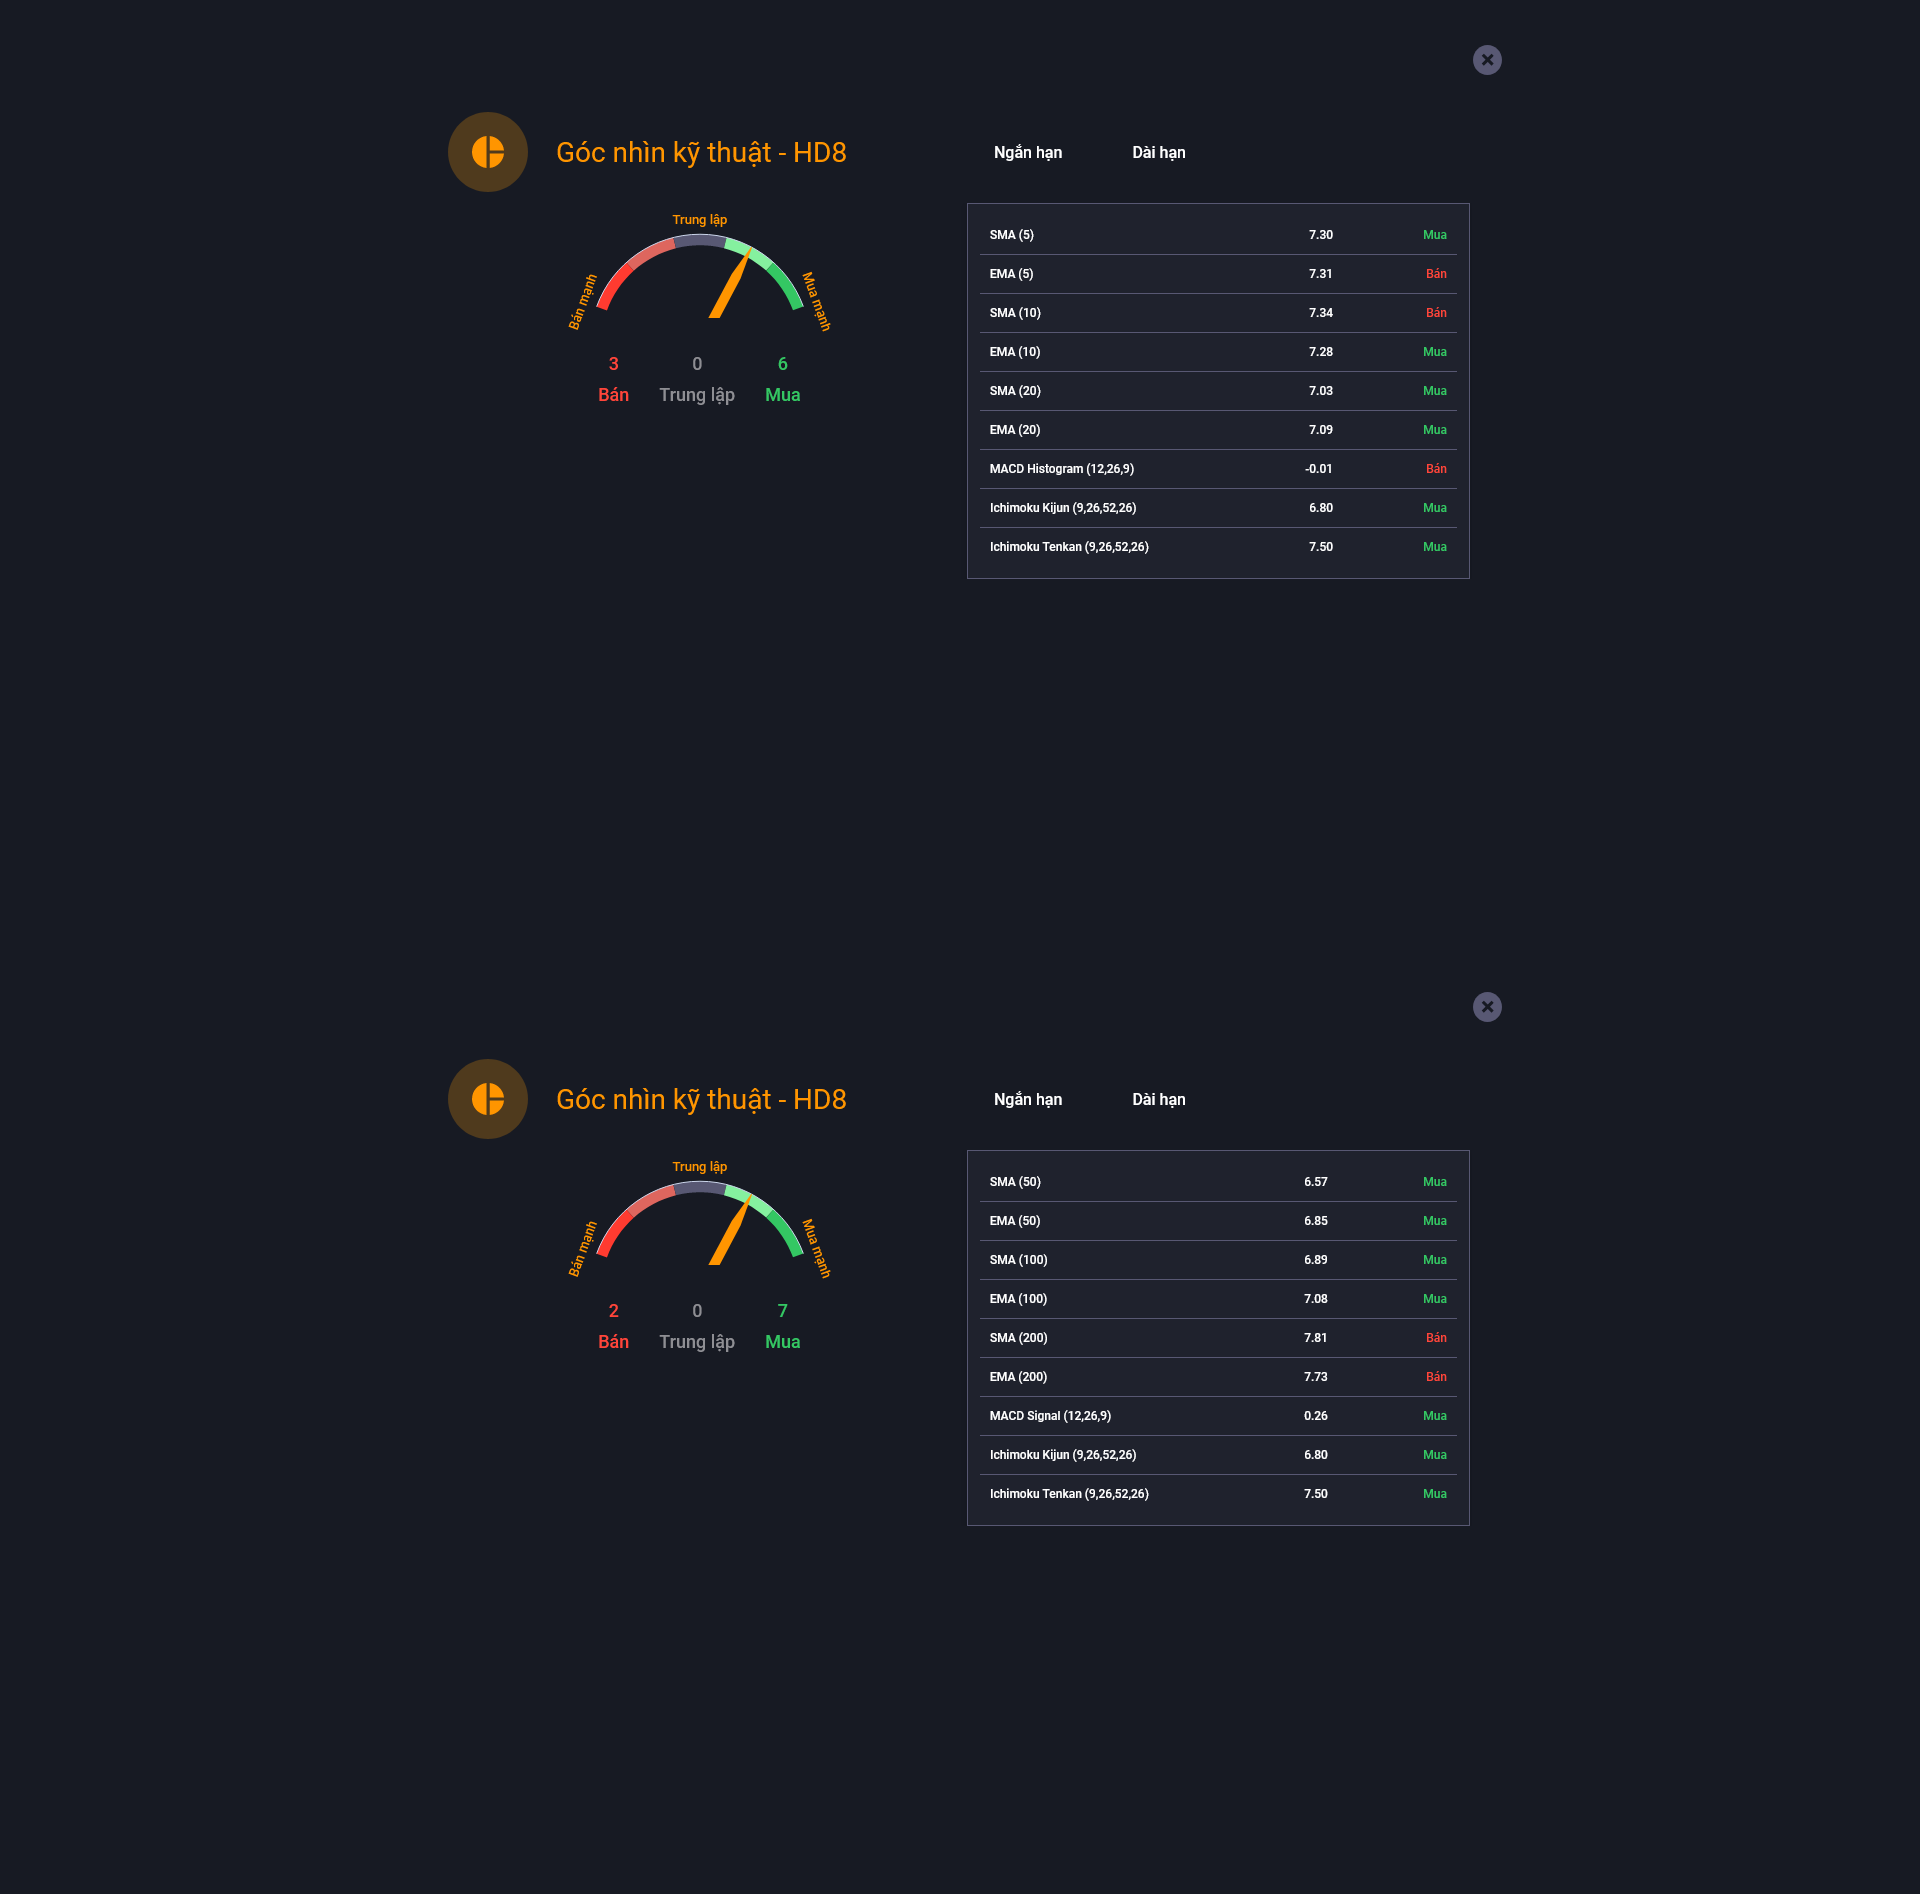 Góc nhìn kỹ thuật - HD8
Ngắn hạn Dài hạn
Trung lập
Bán mạnh
Mua mạnh
3 0 6
Bán Trung lập Mua
SMA (5) 7.30 Mua
EMA (5) 7.31 Bán
SMA (10) 7.34 Bán
EMA (10) 7.28 Mua
SMA (20) 7.03 Mua
EMA (20) 7.09 Mua
MACD Histogram (12,26,9) -0.01 Bán
Ichimoku Kijun (9,26,52,26) 6.80 Mua
Ichimoku Tenkan (9,26,52,26) 7.50 Mua
Góc nhìn kỹ thuật - HD8
Ngắn hạn Dài hạn
Trung lập
Bán mạnh
Mua mạnh
2 0 7
Bán Trung lập Mua
SMA (50) 6.57 Mua
EMA (50) 6.85 Mua
SMA (100) 6.89 Mua
EMA (100) 7.08 Mua
SMA (200) 7.81 Bán
EMA (200) 7.73 Bán
MACD Signal (12,26,9) 0.26 Mua
Ichimoku Kijun (9,26,52,26) 6.80 Mua
Ichimoku Tenkan (9,26,52,26) 7.50 Mua